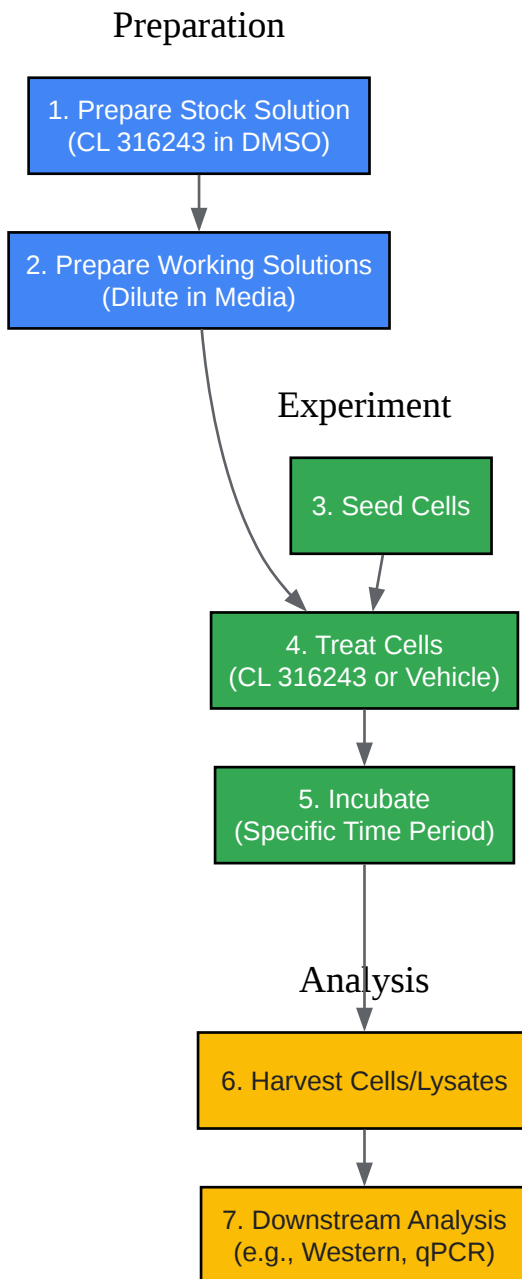 Preparation
1. Prepare Stock Solution
(CL 316243 in DMSO)
2. Prepare Working Solutions
(Dilute in Media)
Experiment
3. Seed Cells
4. Treat Cells
(CL 316243 or Vehicle)
5. Incubate
(Specific Time Period)
Analysis
6. Harvest Cells/Lysates
7. Downstream Analysis
(e.g., Western, qPCR)